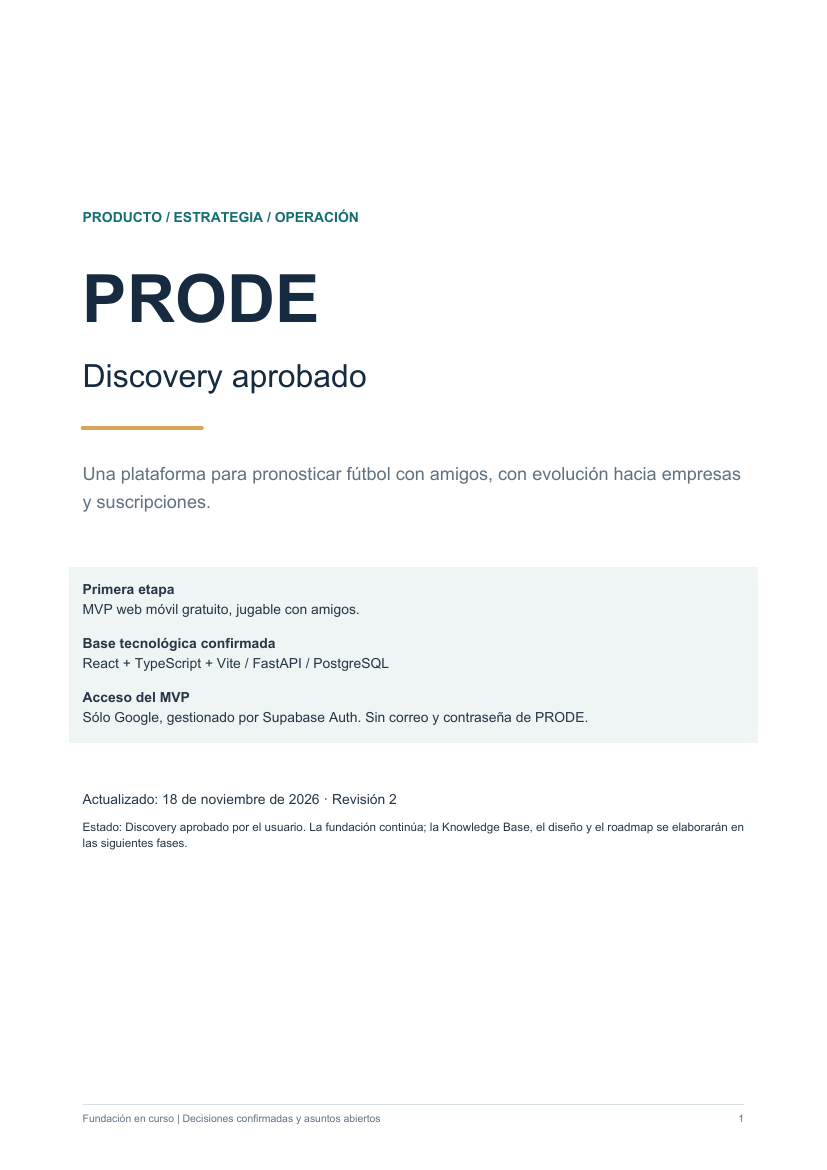 PRODUCTO / ESTRATEGIA / OPERACIÓN
PRODE
Discovery aprobado
Una plataforma para pronosticar fútbol con amigos, con evolución hacia empresas
y suscripciones.
Primera etapa
MVP web móvil gratuito, jugable con amigos.
Base tecnológica confirmada
React + TypeScript + Vite / FastAPI / PostgreSQL
Acceso del MVP
Sólo Google, gestionado por Supabase Auth. Sin correo y contraseña de PRODE.
Actualizado: 18 de noviembre de 2026 · Revisión 2
Estado: Discovery aprobado por el usuario. La fundación continúa; la Knowledge Base, el diseño y el roadmap se elaborarán en
las siguientes fases.
Fundación en curso | Decisiones confirmadas y asuntos abiertos 1